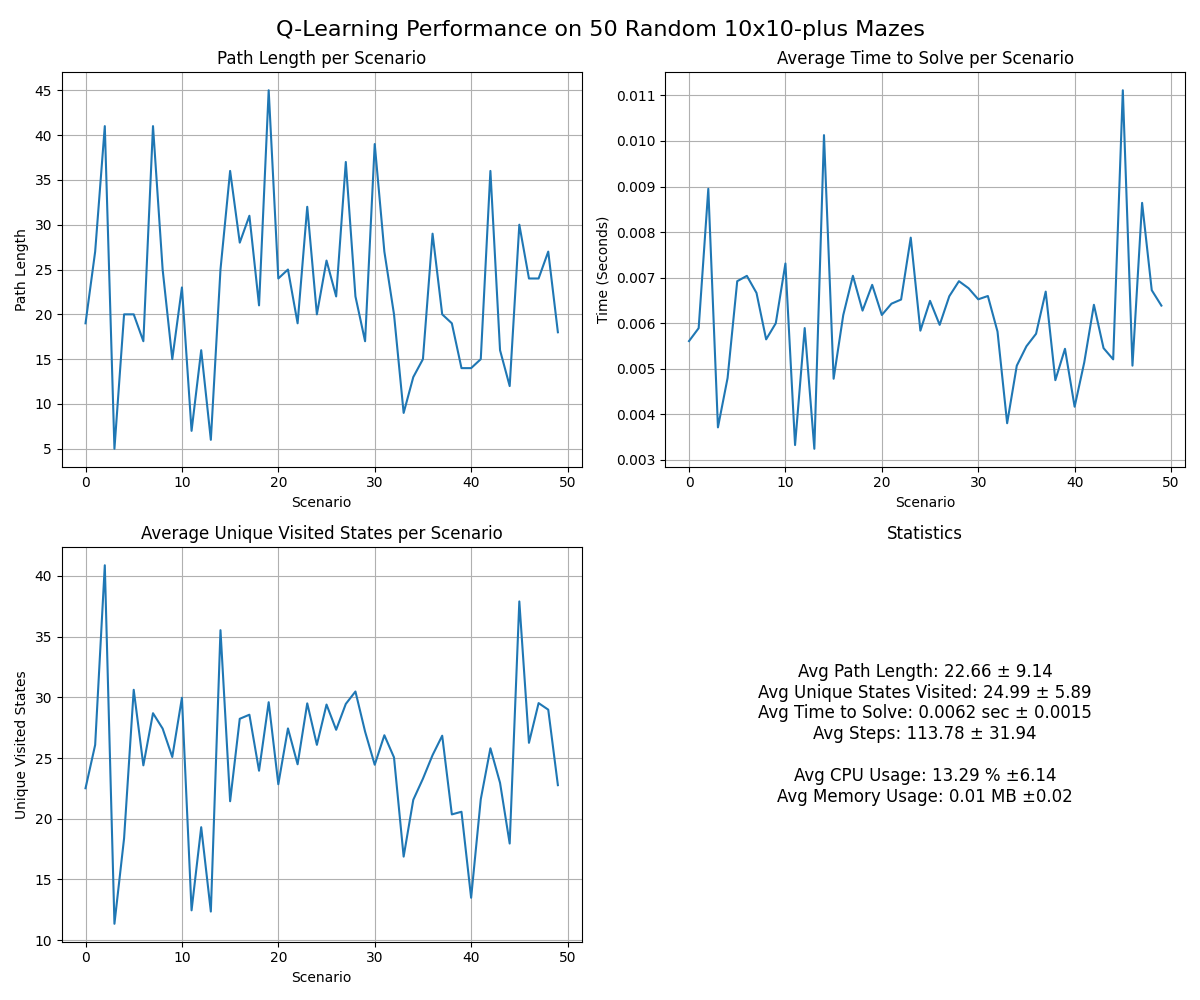 Q-Learning Performance on 50 Random 10x10-plus Mazes
Path Length per Scenario
45
40
35
30
25
20
15
10
5
Path Length
0 10 20 30 40 50
Scenario
Average Time to Solve per Scenario
0.011
0.010
0.009
0.008
0.007
0.006
0.005
0.004
0.003
Time (Seconds)
0 10 20 30 40 50
Scenario
Average Unique Visited States per Scenario
40
35
30
25
20
15
10
Unique Visited States
0 10 20 30 40 50
Scenario
Statistics
Avg Path Length: 22.66 ± 9.14
Avg Unique States Visited: 24.99 ± 5.89
Avg Time to Solve: 0.0062 sec ± 0.0015
Avg Steps: 113.78 ± 31.94
Avg CPU Usage: 13.29 % ±6.14
Avg Memory Usage: 0.01 MB ±0.02